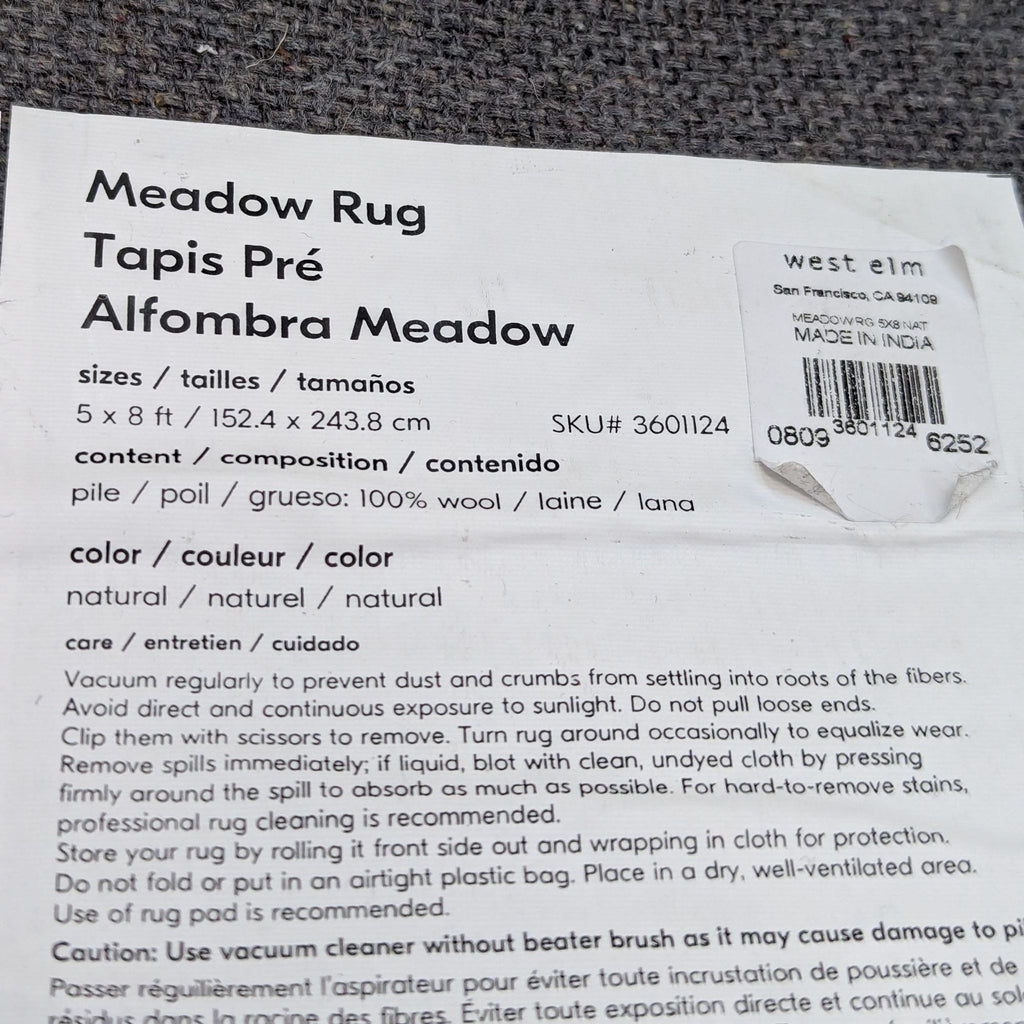 Meadow Rug
Tapis Pré
Alfombra Meadow
west elm
San Francisco, CA 94109
MEADOW RG 5X8 NAT
MADE IN INDIA
0809 3601124 6252
sizes / tailles / tamaños
5 x 8 ft / 152.4 x 243.8 cm SKU# 3601124
content / composition / contenido
pile / poil / grueso: 100% wool / laine / lana
color / couleur / color
natural / naturel / natural
care / entretien / cuidado
Vacuum regularly to prevent dust and crumbs from settling into roots of the fibers.
Avoid direct and continuous exposure to sunlight. Do not pull loose ends.
Clip them with scissors to remove. Turn rug around occasionally to equalize wear.
Remove spills immediately; if liquid, blot with clean, undyed cloth by pressing
firmly around the spill to absorb as much as possible. For hard-to-remove stains,
professional rug cleaning is recommended.
Store your rug by rolling it front side out and wrapping in cloth for protection.
Do not fold or put in an airtight plastic bag. Place in a dry, well-ventilated area.
Use of rug pad is recommended.
Caution: Use vacuum cleaner without beater brush as it may cause damage to pi
Passer régulièrement l'aspirateur pour éviter toute incrustation de poussière et de
résidus dans la racine des fibres. Éviter toute exposition directe et continue au sol